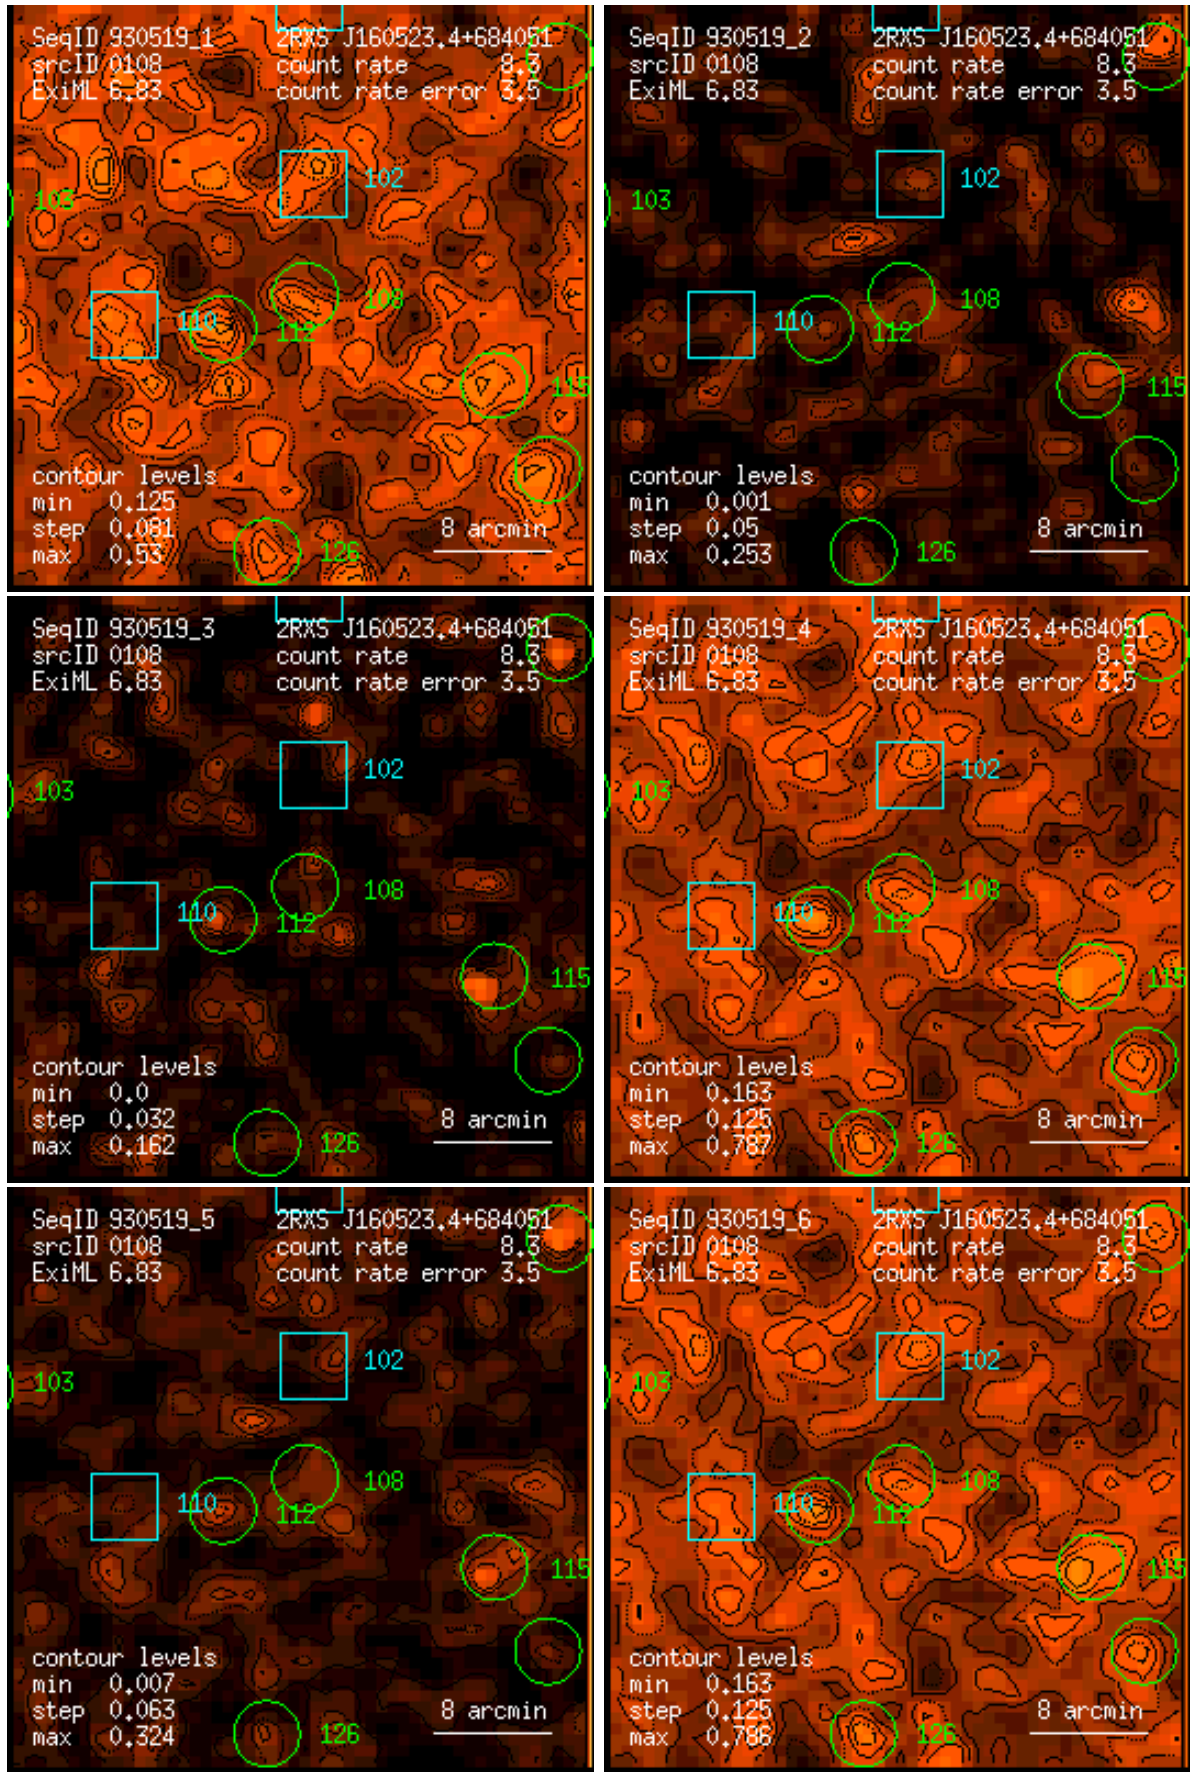 SeqID 930519_1 2RXS J160523.4+684051
srcID 0108 count rate 8.3
ExiML 6.83 count rate error 3.5
102
103
108
110
112
115
contour levels
min 0.125
step 0.081
max 0.53
8 arcmin
126
SeqID 930519_2 2RXS J160523.4+684051
srcID 0108 count rate 8.3
ExiML 6.83 count rate error 3.5
102
103
108
110
112
115
contour levels
min 0.001
step 0.05
max 0.253
8 arcmin
126
SeqID 930519_3 2RXS J160523.4+684051
srcID 0108 count rate 8.3
ExiML 6.83 count rate error 3.5
102
103
108
110
112
115
contour levels
min 0.0
step 0.032
max 0.162
8 arcmin
126
SeqID 930519_4 2RXS J160523.4+684051
srcID 0108 count rate 8.3
ExiML 6.83 count rate error 3.5
102
103
108
110
112
115
contour levels
min 0.163
step 0.125
max 0.787
8 arcmin
126
SeqID 930519_5 2RXS J160523.4+684051
srcID 0108 count rate 8.3
ExiML 6.83 count rate error 3.5
102
103
108
110
112
115
contour levels
min 0.007
step 0.063
max 0.324
8 arcmin
126
SeqID 930519_6 2RXS J160523.4+684051
srcID 0108 count rate 8.3
ExiML 6.83 count rate error 3.5
102
103
108
110
112
115
contour levels
min 0.163
step 0.125
max 0.786
8 arcmin
126